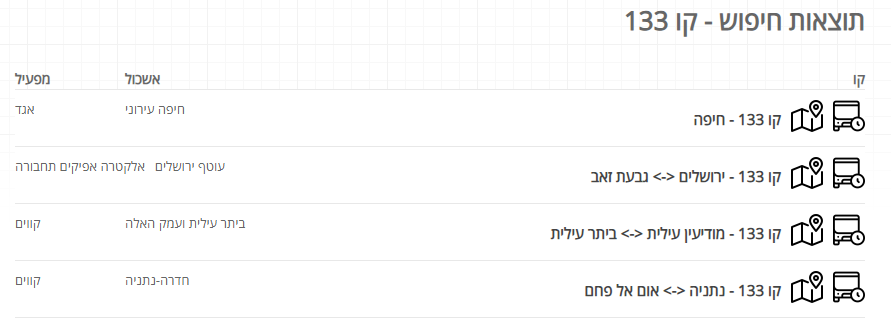 תוצאות חיפוש - קו 133
קו אשכול מפעיל
קו 133 - חיפה חיפה עירוני אגד
קו 133 - ירושלים <-> גבעת זאב עוטף ירושלים אלקטרה אפיקים תחבורה
קו 133 - מודיעין עילית <-> ביתר עילית ביתר עילית ועמק האלה קווים
קו 133 - נתניה <-> אום אל פחם חדרה-נתניה קווים